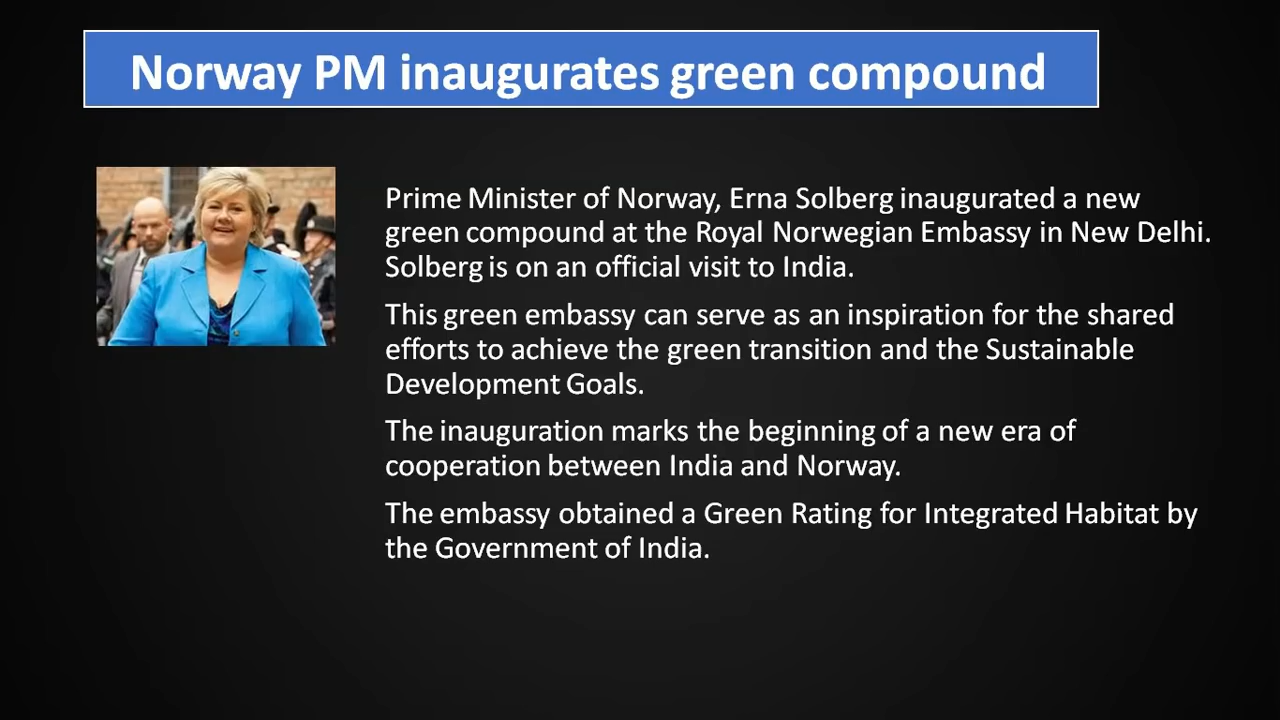 Norway PM inaugurates green compound
Prime Minister of Norway, Erna Solberg inaugurated a new
green compound at the Royal Norwegian Embassy in New Delhi.
Solberg is on an official visit to India.
This green embassy can serve as an inspiration for the shared
efforts to achieve the green transition and the Sustainable
Development Goals.
The inauguration marks the beginning of a new era of
cooperation between India and Norway.
The embassy obtained a Green Rating for Integrated Habitat by
the Government of India.